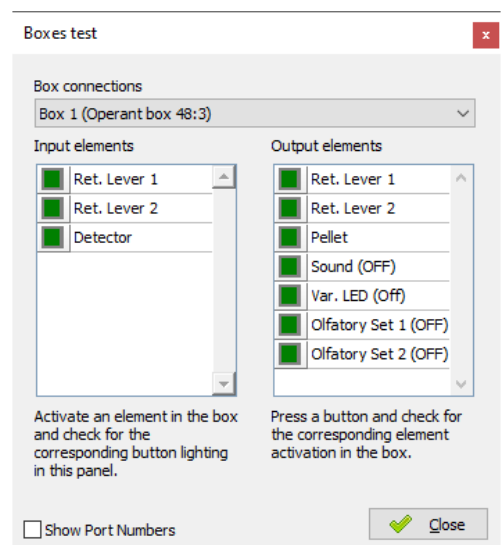 Boxes test
x
Box connections
Box 1 (Operant box 48:3)
Input elements
Ret. Lever 1
Ret. Lever 2
Detector
Activate an element in the box
and check for the
corresponding button lighting
in this panel.
Output elements
Ret. Lever 1
Ret. Lever 2
Pellet
Sound (OFF)
Var. LED (Off)
Olfatory Set 1 (OFF)
Olfatory Set 2 (OFF)
Press a button and check for
the corresponding element
activation in the box.
Show Port Numbers
Close